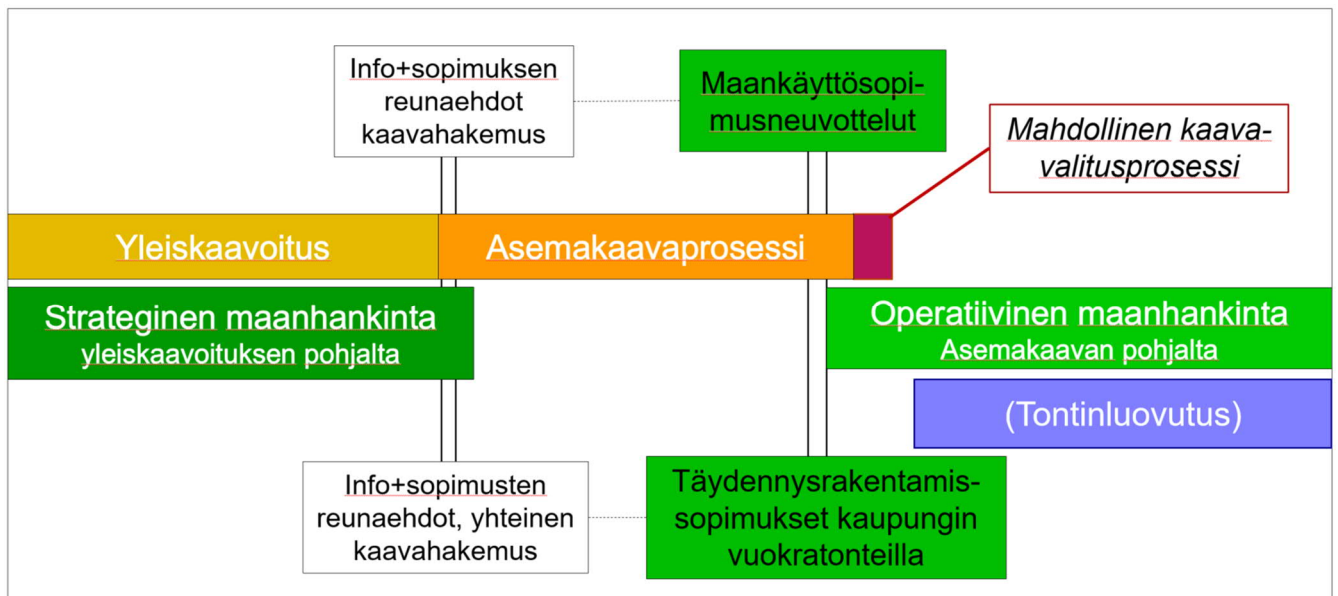 Info+sopimuksen
reunaehdot
kaavahakemus
Maankäyttösopi-
musneuvottelut
Mahdollinen kaava-
valitusprosessi
Yleiskaavoitus
Asemakaavaprosessi
Strateginen maanhankinta
yleiskaavoituksen pohjalta
Operatiivinen maanhankinta
Asemakaavan pohjalta
(Tontinluovutus)
Info+sopimusten
reunaehdot, yhteinen
kaavahakemus
Täydennysrakentamis-
sopimukset kaupungin
vuokratonteilla